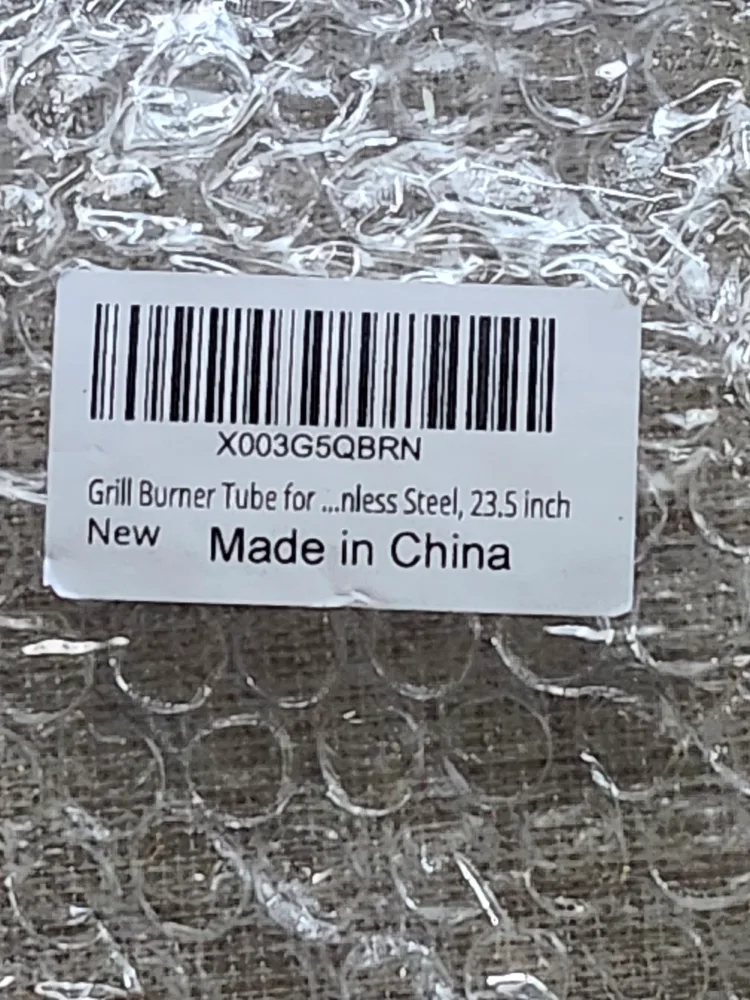 X003G5QBRN
Grill Burner Tube for ...nless Steel, 23.5 inch
New
Made in China